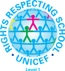 RIGHTS RESPECTING SCHOOL
UNICEF
Level 1